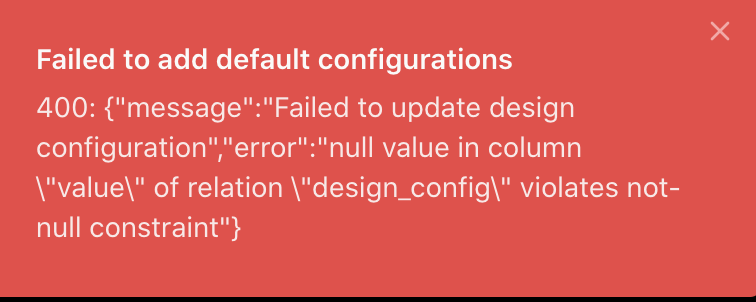 Failed to add default configurations
400: {"message":"Failed to update design
configuration","error":"null value in column
\"value\" of relation \"design_config\" violates not-
null constraint"}